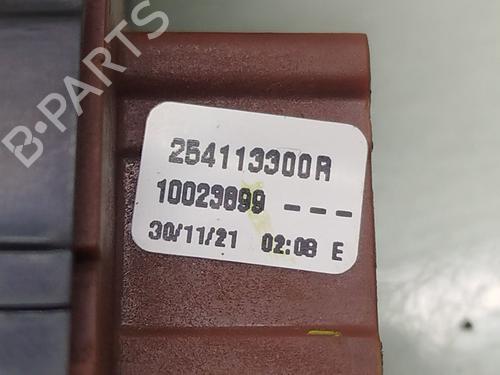 B-PARTS
254113300R
10023899 ---
30/11/21 02:08 E